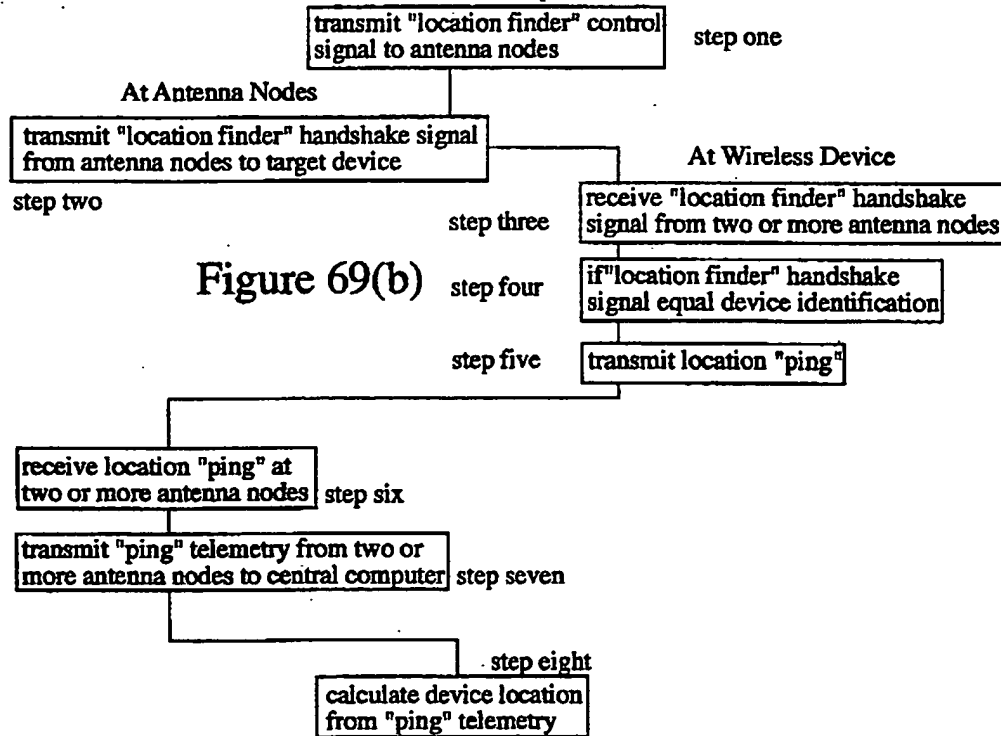 transmit "location finder" control
signal to antenna nodes
step one
At Antenna Nodes
transmit "location finder" handshake signal
from antenna nodes to target device
step two
At Wireless Device
receive "location finder" handshake
signal from two or more antenna nodes
step three
Figure 69(b)
step four
if "location finder" handshake
signal equal device identification
step five
transmit location "ping"
receive location "ping" at
two or more antenna nodes
step six
transmit "ping" telemetry from two or
more antenna nodes to central computer
step seven
step eight
calculate device location
from "ping" telemetry